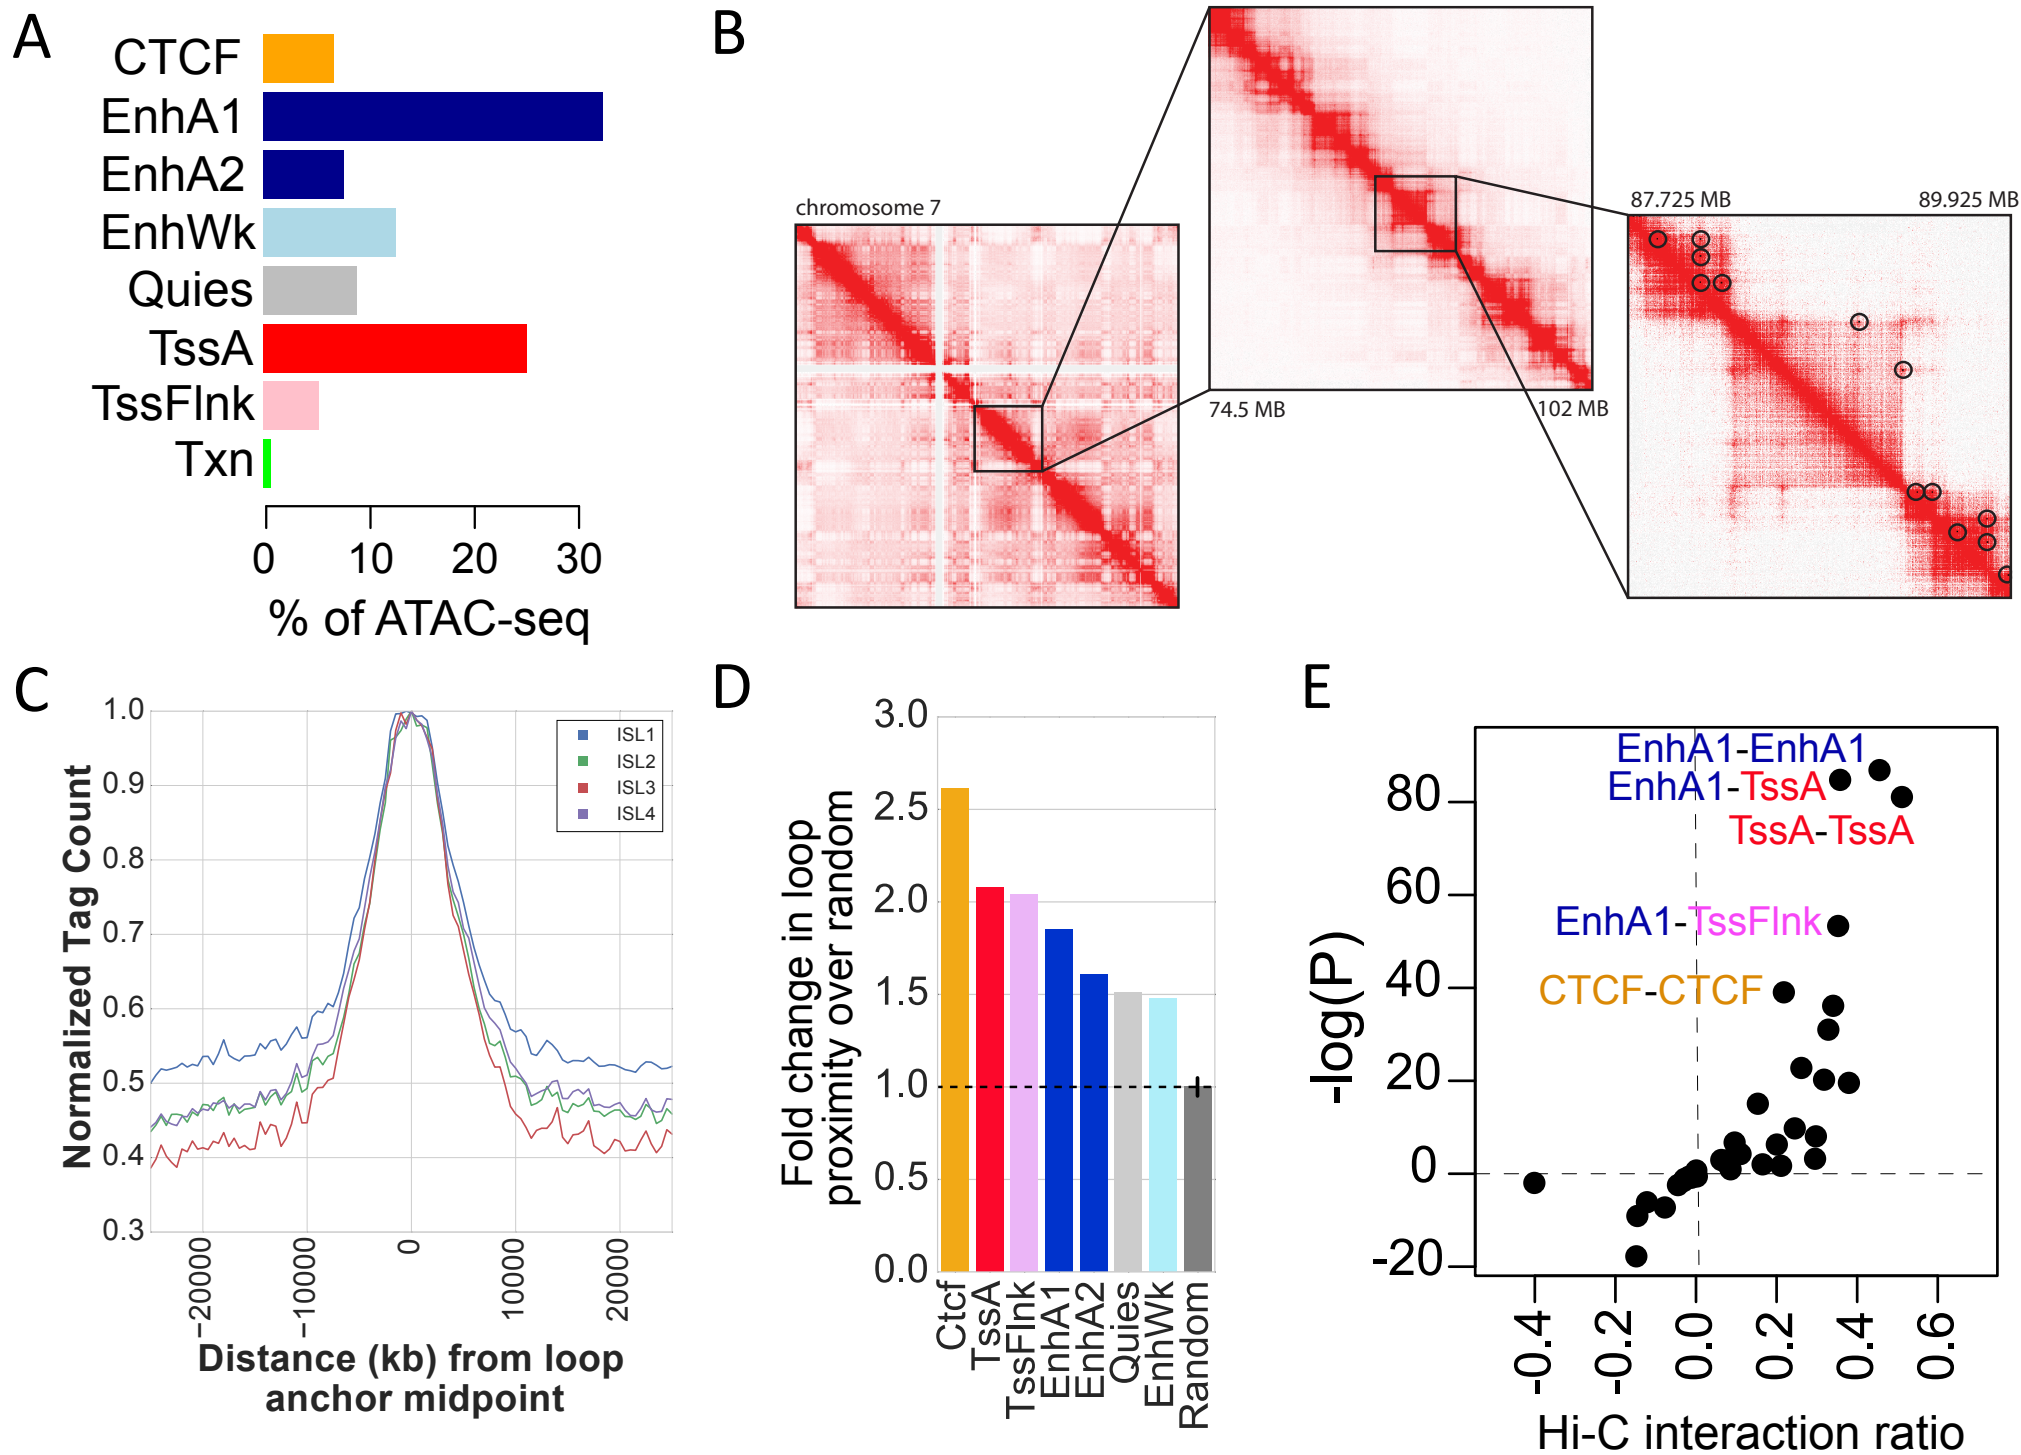 A
CTCF
EnhA1
EnhA2
EnhWk
Quies
TssA
TssFlnk
Txn
0 10 20 30
% of ATAC-seq
B
chromosome 7
74.5 MB 102 MB
87.725 MB 89.925 MB
C
1.0
0.9
0.8
0.7
0.6
0.5
0.4
0.3
Normalized Tag Count
ISL1
ISL2
ISL3
ISL4
−20000 −10000 0 10000 20000
Distance (kb) from loop
anchor midpoint
D
3.0
2.5
2.0
1.5
1.0
0.5
0.0
Fold change in loop
proximity over random
Ctcf
TssA
TssFlnk
EnhA1
EnhA2
Quies
EnhWk
Random
E
EnhA1-EnhA1
EnhA1-TssA
TssA-TssA
EnhA1-TssFlnk
CTCF-CTCF
80
60
40
20
0
-20
-log(P)
-0.4 -0.2 0.0 0.2 0.4 0.6
Hi-C interaction ratio